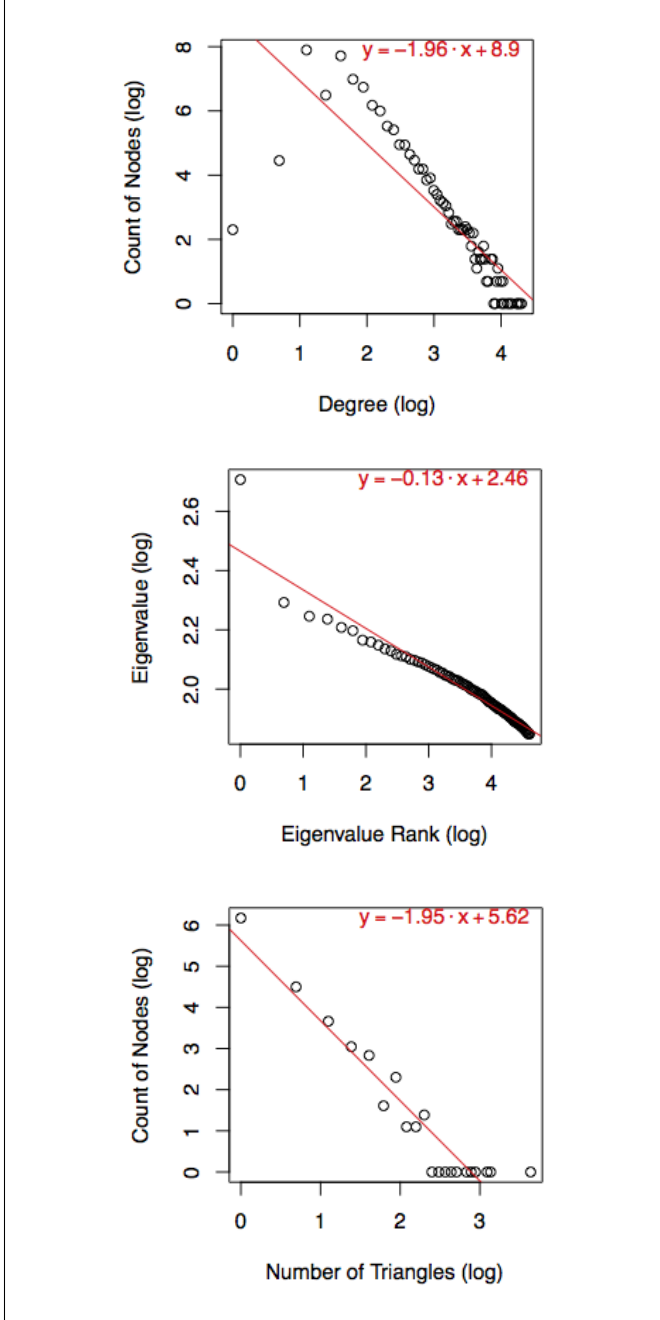 y = −1.96 · x + 8.9
8
6
4
2
0
Count of Nodes (log)
0 1 2 3 4
Degree (log)
y = −0.13 · x + 2.46
2.6
2.4
2.2
2.0
Eigenvalue (log)
0 1 2 3 4
Eigenvalue Rank (log)
y = −1.95 · x + 5.62
6
5
4
3
2
1
0
Count of Nodes (log)
0 1 2 3
Number of Triangles (log)